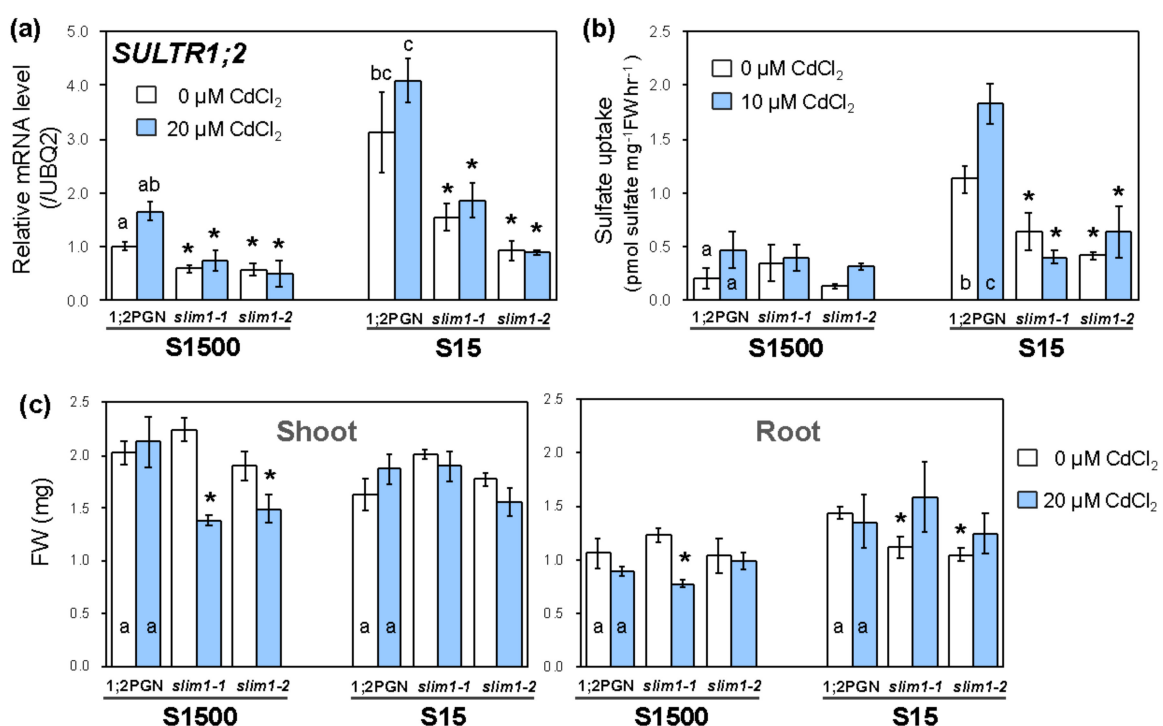 (a)
SULTR1;2
0 µM CdCl2
20 µM CdCl2
Relative mRNA level
(/UBQ2)
5.0
4.0
3.0
2.0
1.0
0.0
a
ab
* *
* *
bc
c
* *
* *
1;2PGN slim1-1 slim1-2
S1500
1;2PGN slim1-1 slim1-2
S15
(b)
0 µM CdCl2
10 µM CdCl2
Sulfate uptake
(pmol sulfate mg-1FWhr-1)
2.5
2.0
1.5
1.0
0.5
0.0
a
a
b
c
* *
* *
1;2PGN slim1-1 slim1-2
S1500
1;2PGN slim1-1 slim1-2
S15
(c)
Shoot
FW (mg)
2.5
2.0
1.5
1.0
0.5
0.0
a a
*
*
a a
1;2PGN slim1-1 slim1-2
S1500
1;2PGN slim1-1 slim1-2
S15
Root
2.5
2.0
1.5
1.0
0.5
0.0
a a
*
a a
*
*
1;2PGN slim1-1 slim1-2
S1500
1;2PGN slim1-1 slim1-2
S15
0 µM CdCl2
20 µM CdCl2